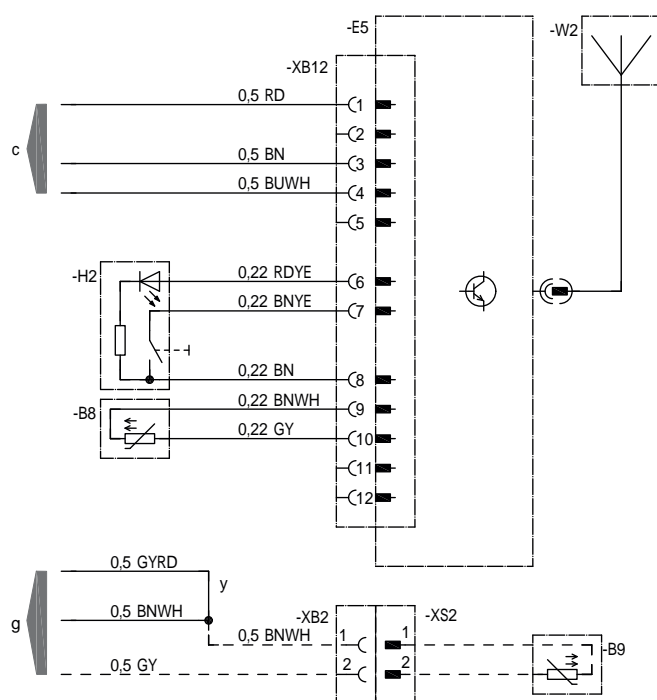 -E5
-W2
-XB12
c
0,5 RD
1
2
0,5 BN
3
0,5 BUWH
4
5
-H2
0,22 RDYE
6
0,22 BNYE
7
0,22 BN
8
-B8
0,22 BNWH
9
0,22 GY
10
11
12
g
0,5 GYRD
y
0,5 BNWH
-XB2
-XS2
0,5 BNWH
1
1
-B9
0,5 GY
2
2